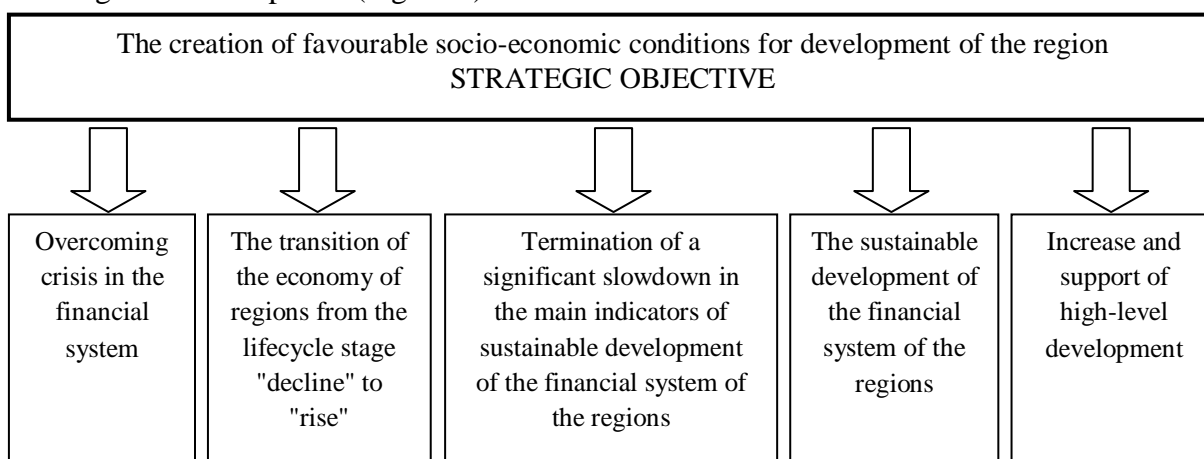 The creation of favourable socio-economic conditions for development of the region
STRATEGIC OBJECTIVE
Overcoming
crisis in the
financial
system
The transition of
the economy of
regions from the
lifecycle stage
"decline" to
"rise"
Termination of a
significant slowdown in
the main indicators of
sustainable development
of the financial system of
the regions
The sustainable
development of
the financial
system of the
regions
Increase and
support of
high-level
development